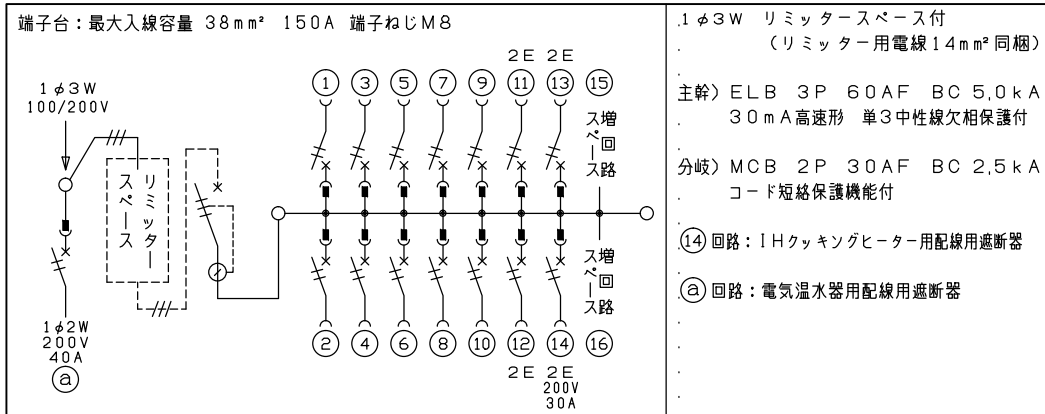 端子台：最大入線容量 38mm² 150A 端子ねじM8
1φ3W
100/200V
リミッター
スペース
1φ2W
200V
40A
ⓐ
2E 2E
① ③ ⑤ ⑦ ⑨ ⑪ ⑬ ⑮
増回路
スペース
増回路
スペース
② ④ ⑥ ⑧ ⑩ ⑫ ⑭ ⑯
2E 2E
200V
30A
1φ3W リミッタースペース付
（リミッター用電線14mm²同梱）
主幹）ELB 3P 60AF BC 5,0kA
30mA高速形 単3中性線欠相保護付
分岐）MCB 2P 30AF BC 2,5kA
コード短絡保護機能付
⑭回路：IHクッキングヒーター用配線用遮断器
ⓐ回路：電気温水器用配線用遮断器